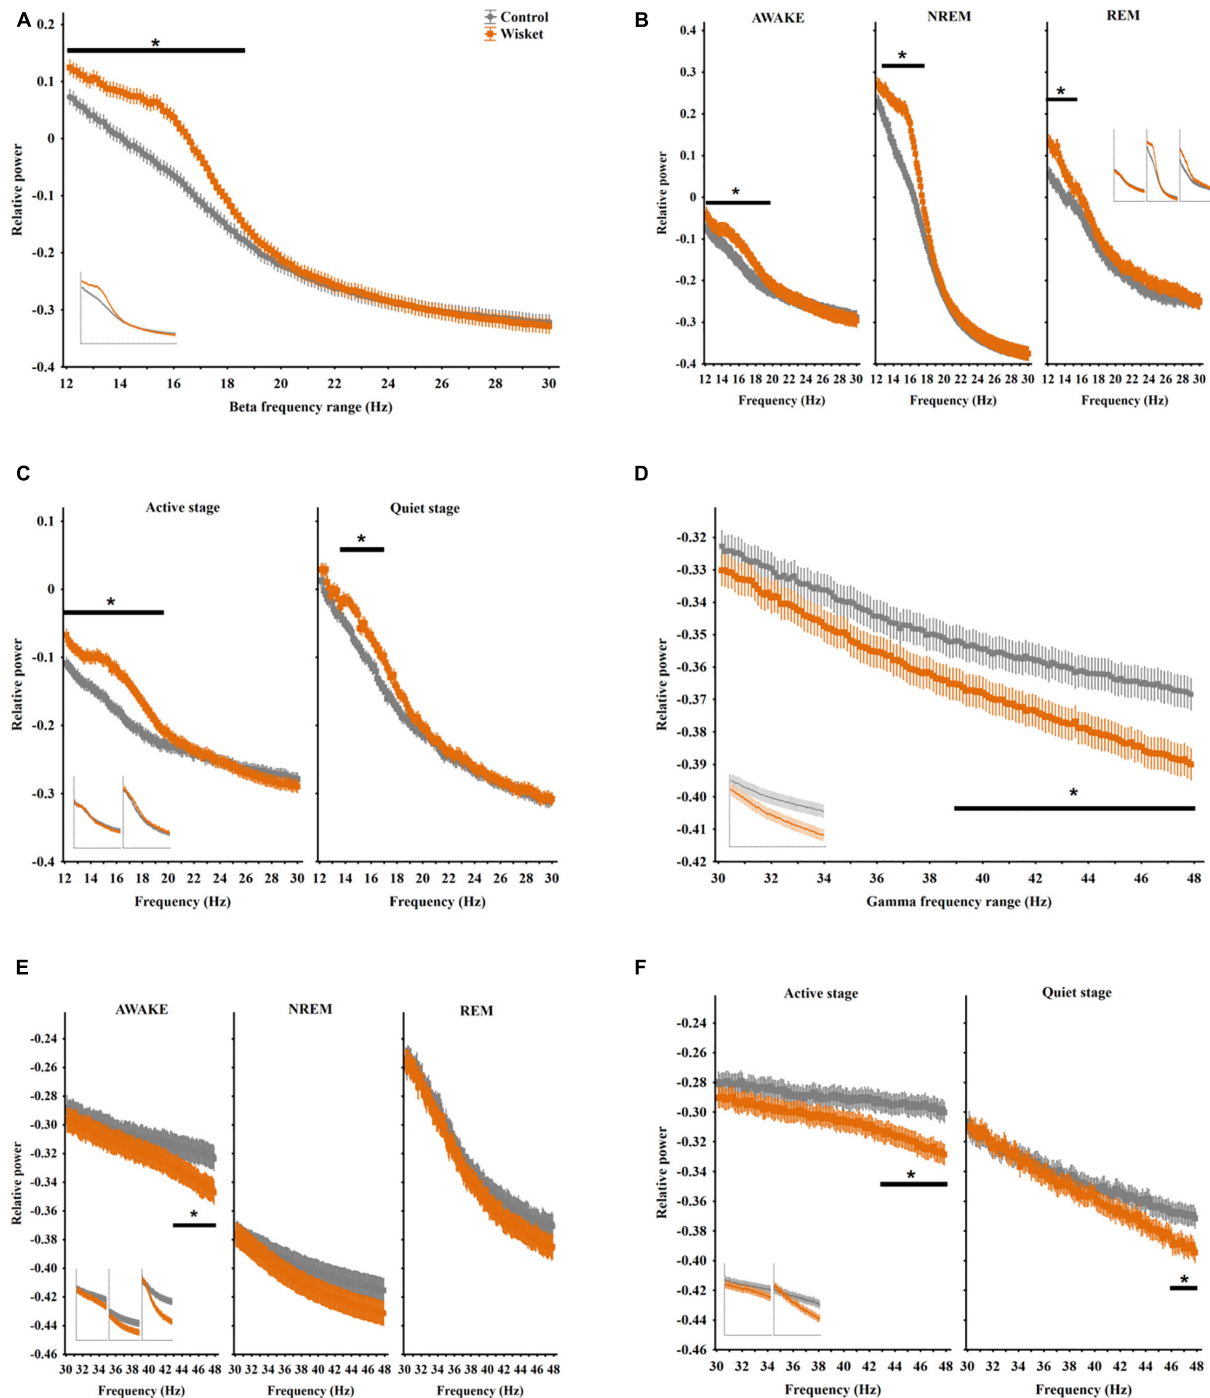 A
Control
Wisket
*
0.2
0.1
0
-0.1
-0.2
-0.3
-0.4
Relative power
12 14 16 18 20 22 24 26 28 30
Beta frequency range (Hz)
B
AWAKE NREM REM
* * *
0.4
0.3
0.2
0.1
0
-0.1
-0.2
-0.3
-0.4
Relative power
12 14 16 18 20 22 24 26 28 30
12 14 16 18 20 22 24 26 28 30
12 14 16 18 20 22 24 26 28 30
Frequency (Hz) Frequency (Hz) Frequency (Hz)
C
Active stage Quiet stage
* *
0.1
0
-0.1
-0.2
-0.3
-0.4
Relative power
12 14 16 18 20 22 24 26 28 30
12 14 16 18 20 22 24 26 28 30
Frequency (Hz) Frequency (Hz)
D
-0.32
-0.33
-0.34
-0.35
-0.36
-0.37
-0.38
-0.39
-0.40
-0.41
-0.42
Relative power
*
30 32 34 36 38 40 42 44 46 48
Gamma frequency range (Hz)
E
AWAKE NREM REM
-0.24
-0.26
-0.28
-0.30
-0.32
-0.34
-0.36
-0.38
-0.40
-0.42
-0.44
-0.46
Relative power
*
30 32 34 36 38 40 42 44 46 48
30 32 34 36 38 40 42 44 46 48
30 32 34 36 38 40 42 44 46 48
Frequency (Hz) Frequency (Hz) Frequency (Hz)
F
Active stage Quiet stage
-0.24
-0.26
-0.28
-0.30
-0.32
-0.34
-0.36
-0.38
-0.40
-0.42
-0.44
-0.46
Relative power
* *
30 32 34 36 38 40 42 44 46 48
30 32 34 36 38 40 42 44 46 48
Frequency (Hz) Frequency (Hz)